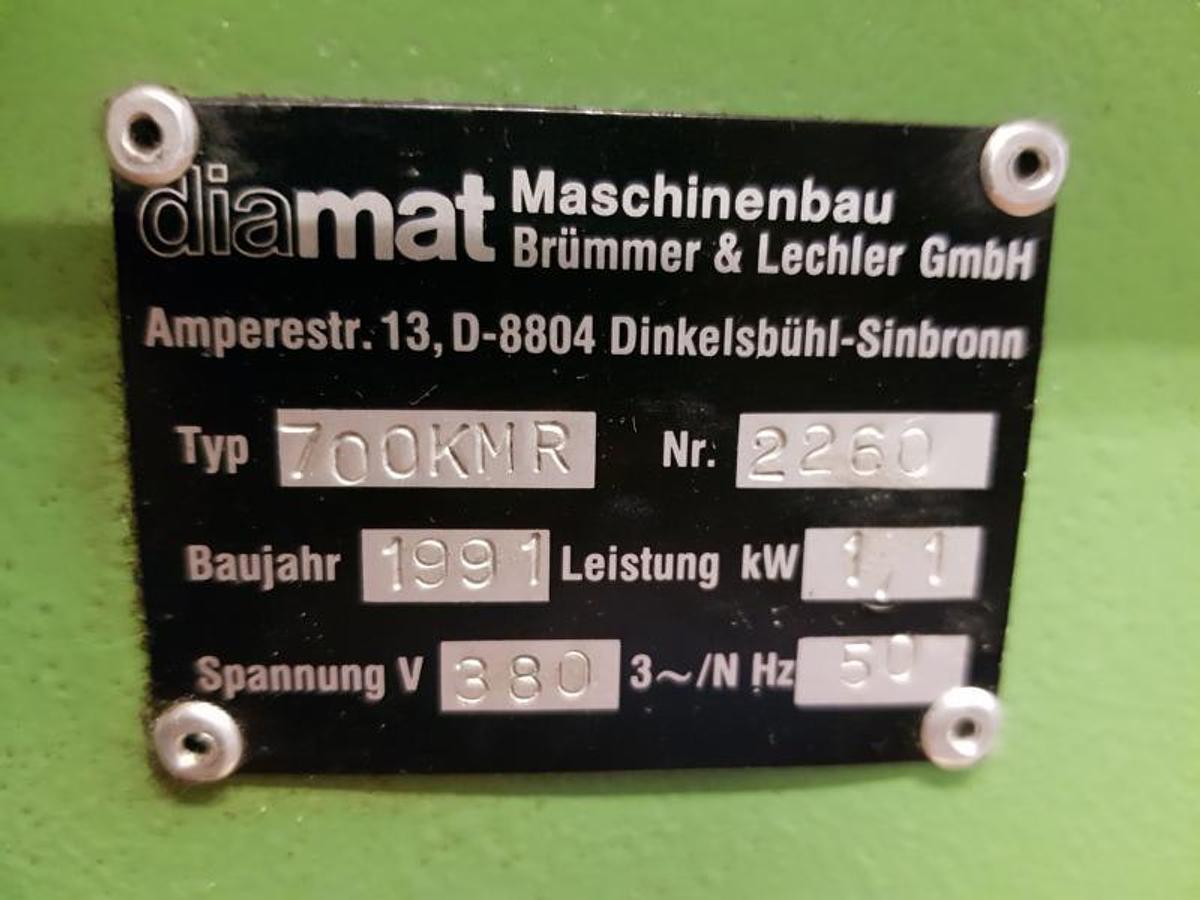 diamat Maschinenbau
Brümmer & Lechler GmbH
Amperestr. 13, D-8804 Dinkelsbühl-Sinbronn
Typ 700KMR Nr. 2260
Baujahr 1991 Leistung kW 1,1
Spannung V 380 3~/N Hz 50